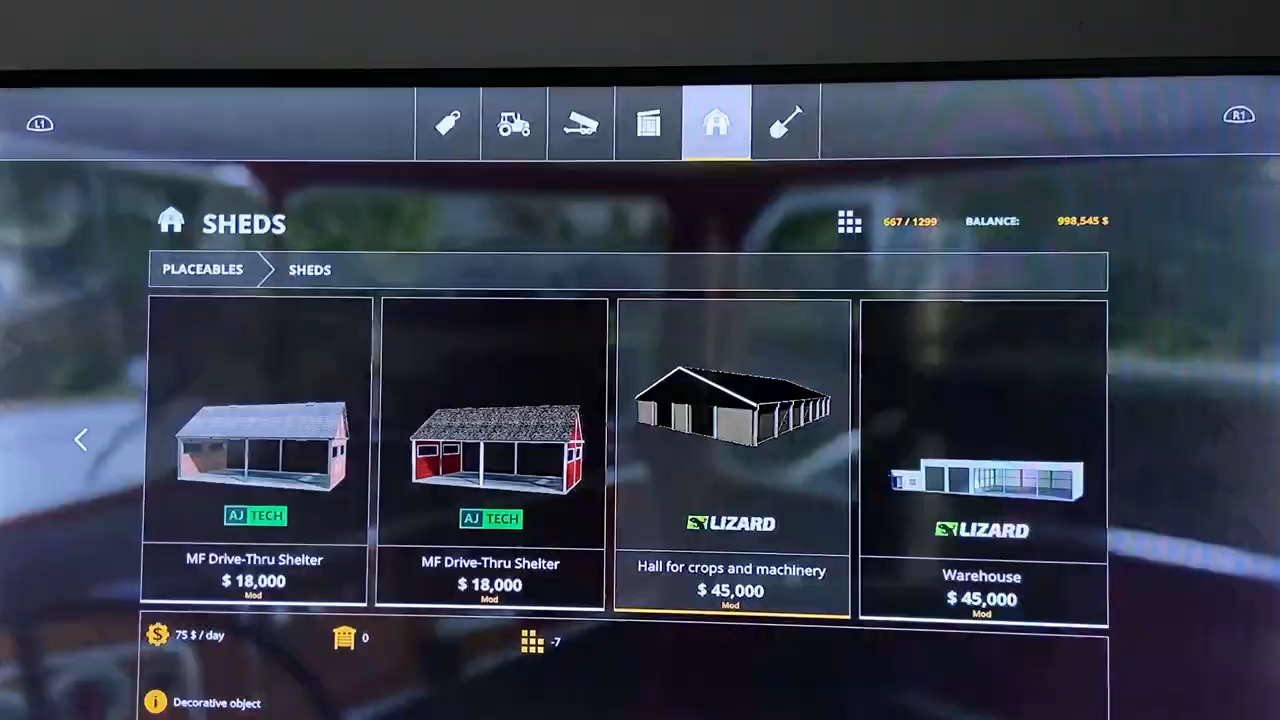 L1
R1
SHEDS
667 / 1299
BALANCE:
998,545 $
PLACEABLES
SHEDS
AJ TECH
MF Drive-Thru Shelter
$ 18,000
Mod
AJ TECH
MF Drive-Thru Shelter
$ 18,000
Mod
LIZARD
Hall for crops and machinery
$ 45,000
Mod
LIZARD
Warehouse
$ 45,000
Mod
75 $ / day
0
-7
Decorative object